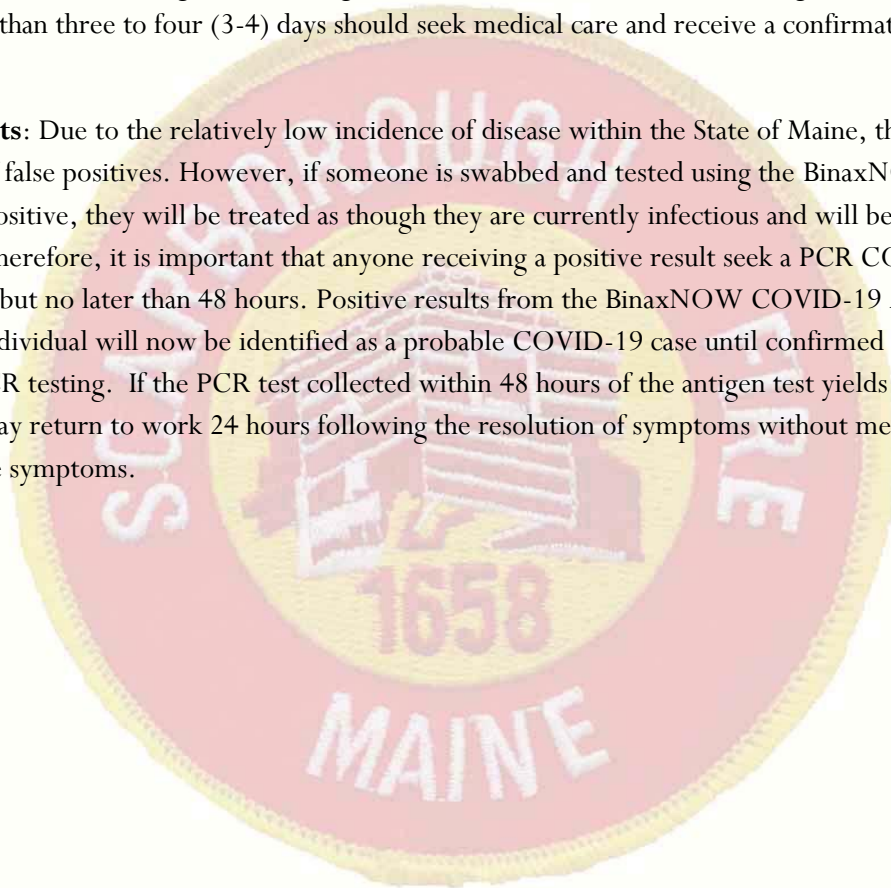 than three to four (3-4) days should seek medical care and receive a
ts: Due to the relatively low incidence of disease within the State of Maine,
false positives. However, if someone is swabbed and tested using the
ositive, they will be treated as though they are currently infectious and will be
herefore, it is important that anyone receiving a positive result seek a PCR
but no later than 48 hours. Positive results from the BinaxNOW COVID-19
dividual will now be identified as a probable COVID-19 case until confirmed
R testing. If the PCR test collected within 48 hours of the antigen test yields
ay return to work 24 hours following the resolution of symptoms without
e symptoms.
SCARBOROUGH FIRE
1658
MAINE